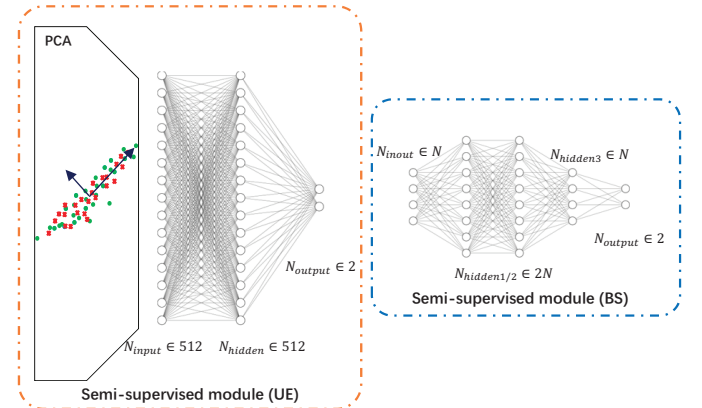 PCA
N_output ∈ 2
N_input ∈ 512
N_hidden ∈ 512
Semi-supervised module (UE)
N_inout ∈ N
N_hidden3 ∈ N
N_output ∈ 2
N_hidden1/2 ∈ 2N
Semi-supervised module (BS)